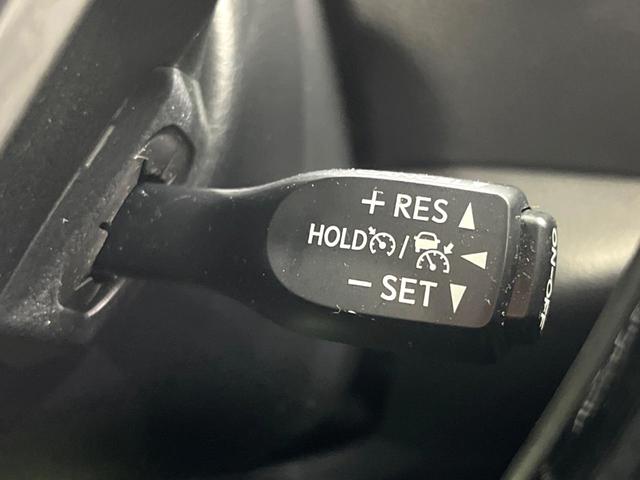 + RES
HOLD /
− SET
ON-OFF